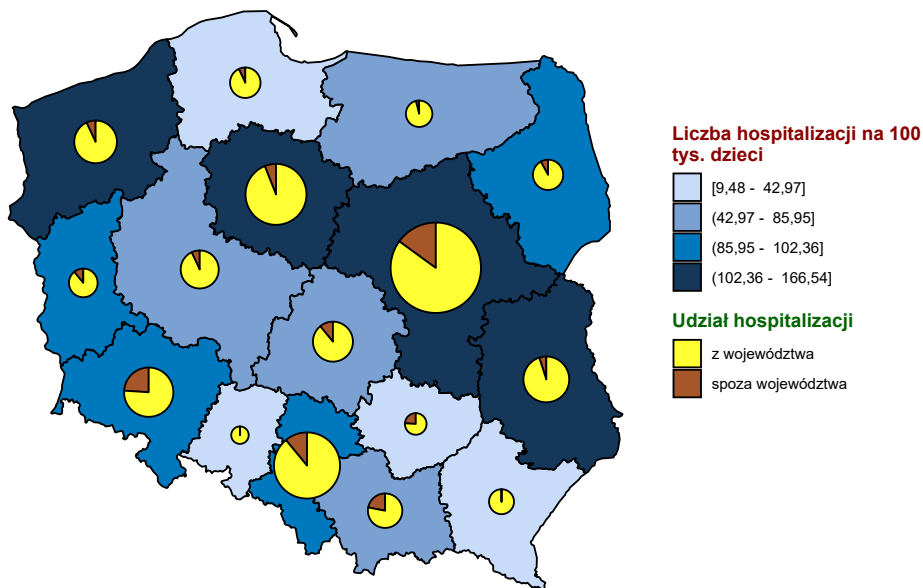 Liczba hospitalizacji na 100
tys. dzieci
[9,48 - 42,97]
(42,97 - 85,95]
(85,95 - 102,36]
(102,36 - 166,54]
Udział hospitalizacji
z województwa
spoza województwa